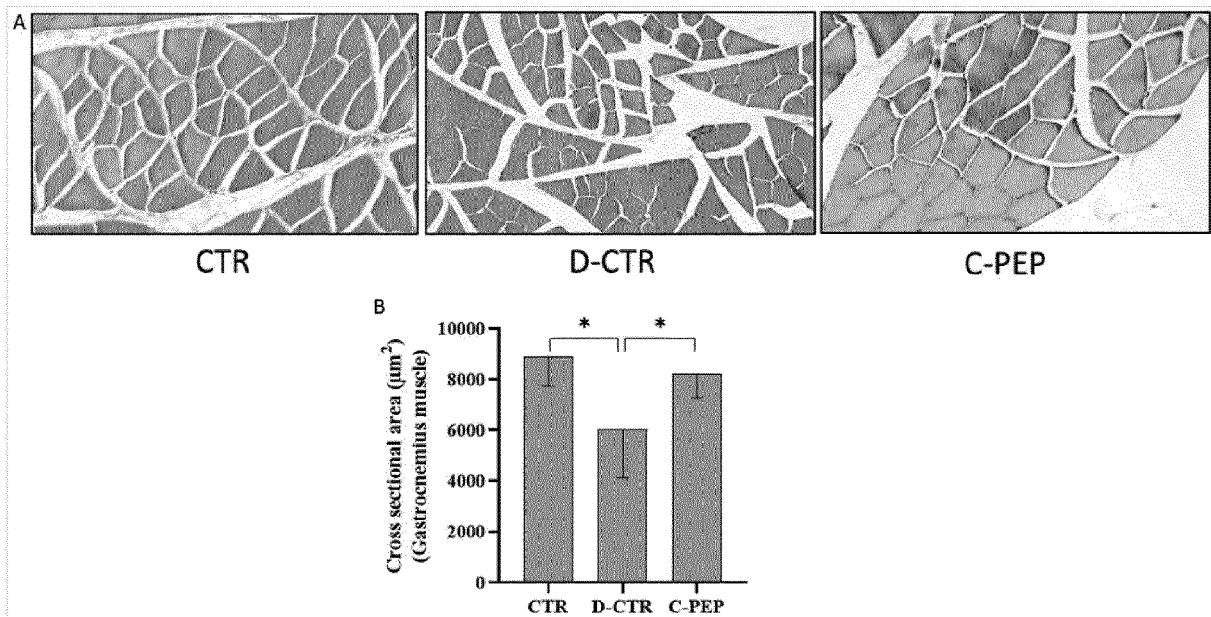 A
CTR
D-CTR
C-PEP
B
Cross sectional area (µm²)
(Gastrocnemius muscle)
10000
8000
6000
4000
2000
0
*
*
CTR
D-CTR
C-PEP